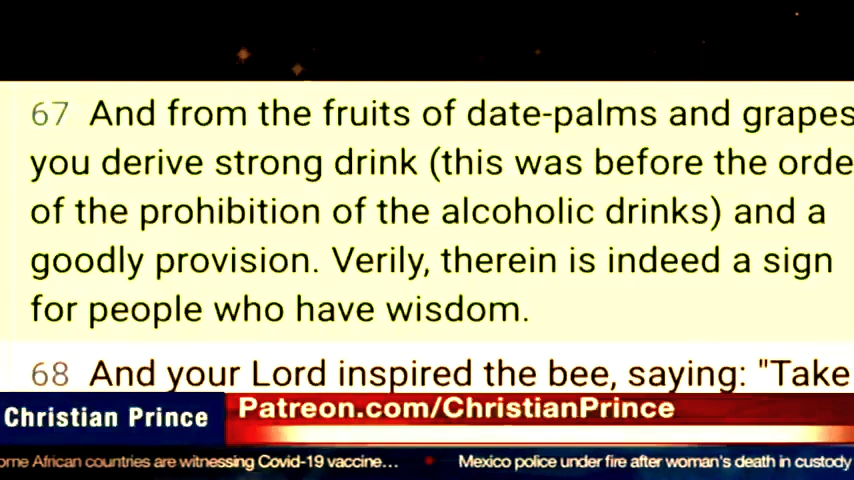 67 And from the fruits of date-palms and grapes
you derive strong drink (this was before the orde
of the prohibition of the alcoholic drinks) and a
goodly provision. Verily, therein is indeed a sign
for people who have wisdom.
68 And your Lord inspired the bee, saying: "Take
Christian Prince
Patreon.com/ChristianPrince
ome African countries are witnessing Covid-19 vaccine... Mexico police under fire after woman's death in custody